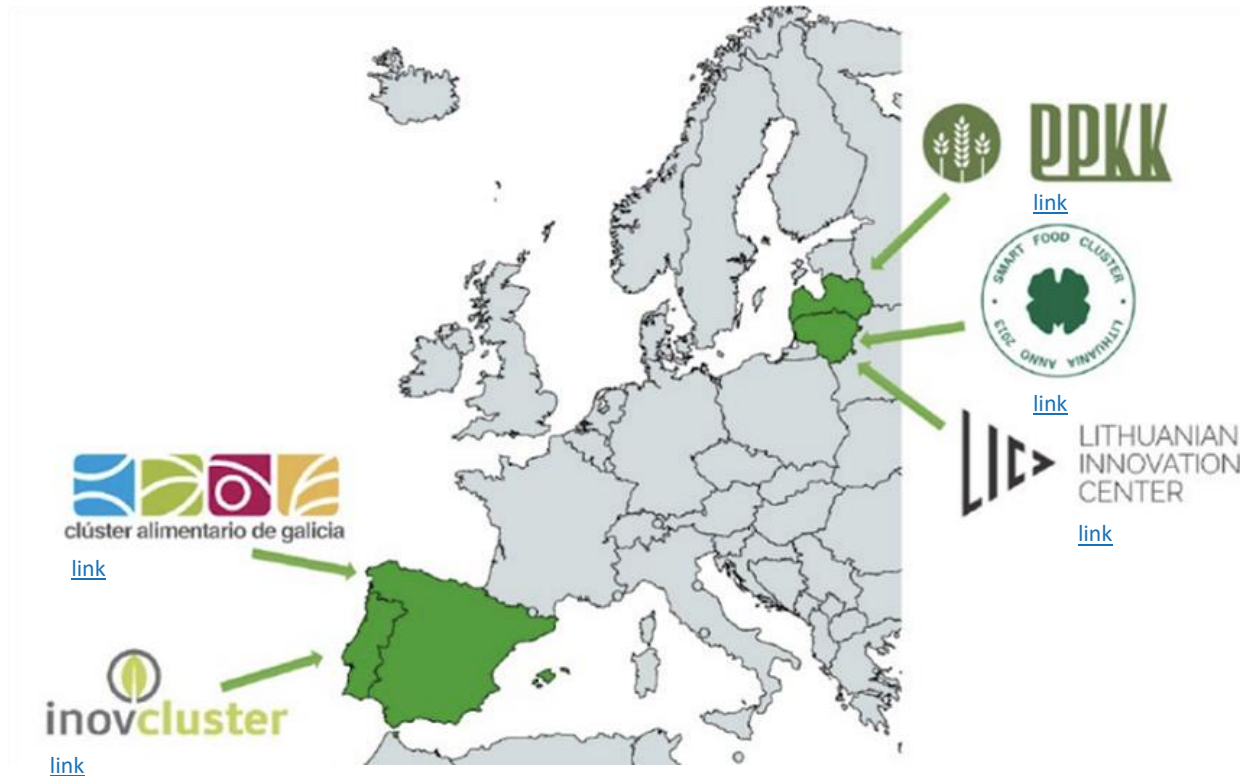 PPKK
link
SMART FOOD CLUSTER
LITHUANIA ANNO 2013
link
LIC
LITHUANIAN
INNOVATION
CENTER
link
clúster alimentario de galicia
link
inovcluster
link